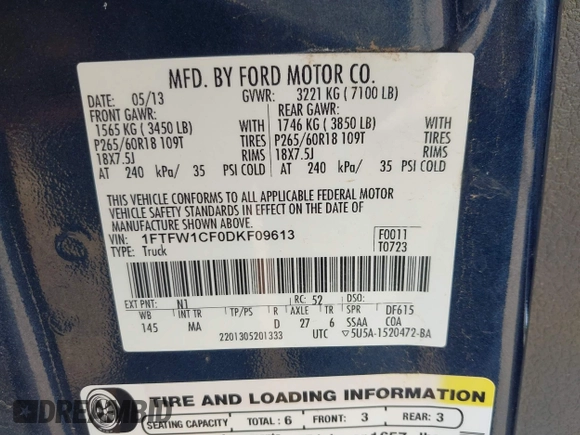 MFD. BY FORD MOTOR CO.
DATE: 05/13 GVWR: 3221 KG ( 7100 LB)
FRONT GAWR: REAR GAWR:
1565 KG ( 3450 LB) WITH 1746 KG ( 3850 LB) WITH
P265/60R18 109T TIRES P265/60R18 109T TIRES
18X7.5J RIMS 18X7.5J RIMS
AT 240 kPa/ 35 PSI COLD AT 240 kPa/ 35 PSI COLD
THIS VEHICLE CONFORMS TO ALL APPLICABLE FEDERAL MOTOR
VEHICLE SAFETY STANDARDS IN EFFECT ON THE DATE OF
MANUFACTURE SHOWN ABOVE.
VIN: 1FTFW1CF0DKF09613 F0011
TYPE: Truck T0723
EXT PNT: N1 RC: 52 DSO:
WB INT TR TP/PS R AXLE TR SPR DF615
145 MA D 27 6 SSAA COA
2201305201333 UTC ▽ 5U5A-1520472-BA
TIRE AND LOADING INFORMATION
SEATING CAPACITY TOTAL : 6 FRONT: 3 REAR: 3
DREAMBID